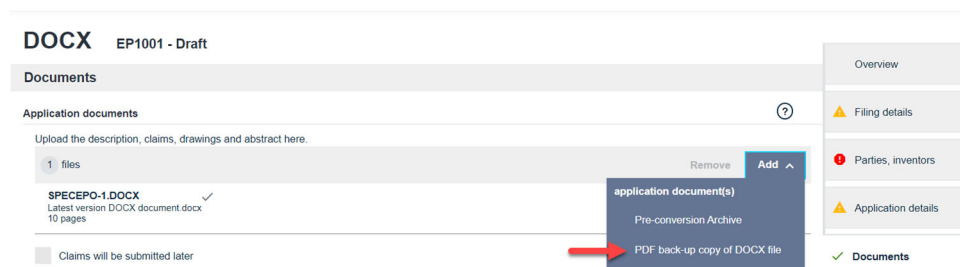 DOCX EP1001 - Draft
Documents
Application documents ?
Upload the description, claims, drawings and abstract here.
1 files Remove Add
SPECEPO-1.DOCX
Latest version DOCX document.docx
10 pages
Claims will be submitted later
application document(s)
Pre-conversion Archive
PDF back-up copy of DOCX file
Overview
Filing details
Parties, inventors
Application details
Documents